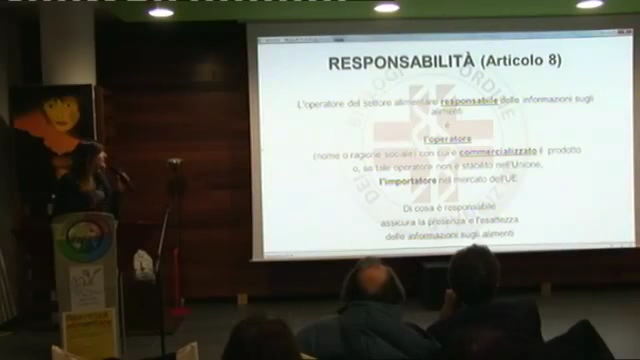 RESPONSABILITÀ (Articolo 8)
L'operatore del settore alimentare responsabile delle informazioni sugli
alimenti
è
l'operatore
(nome o ragione sociale) con cui è commercializzato il prodotto
o, se tale operatore non è stabilito nell'Unione,
l'importatore nel mercato dell'UE
Di cosa è responsabile
assicura la presenza e l'esattezza
delle informazioni sugli alimenti